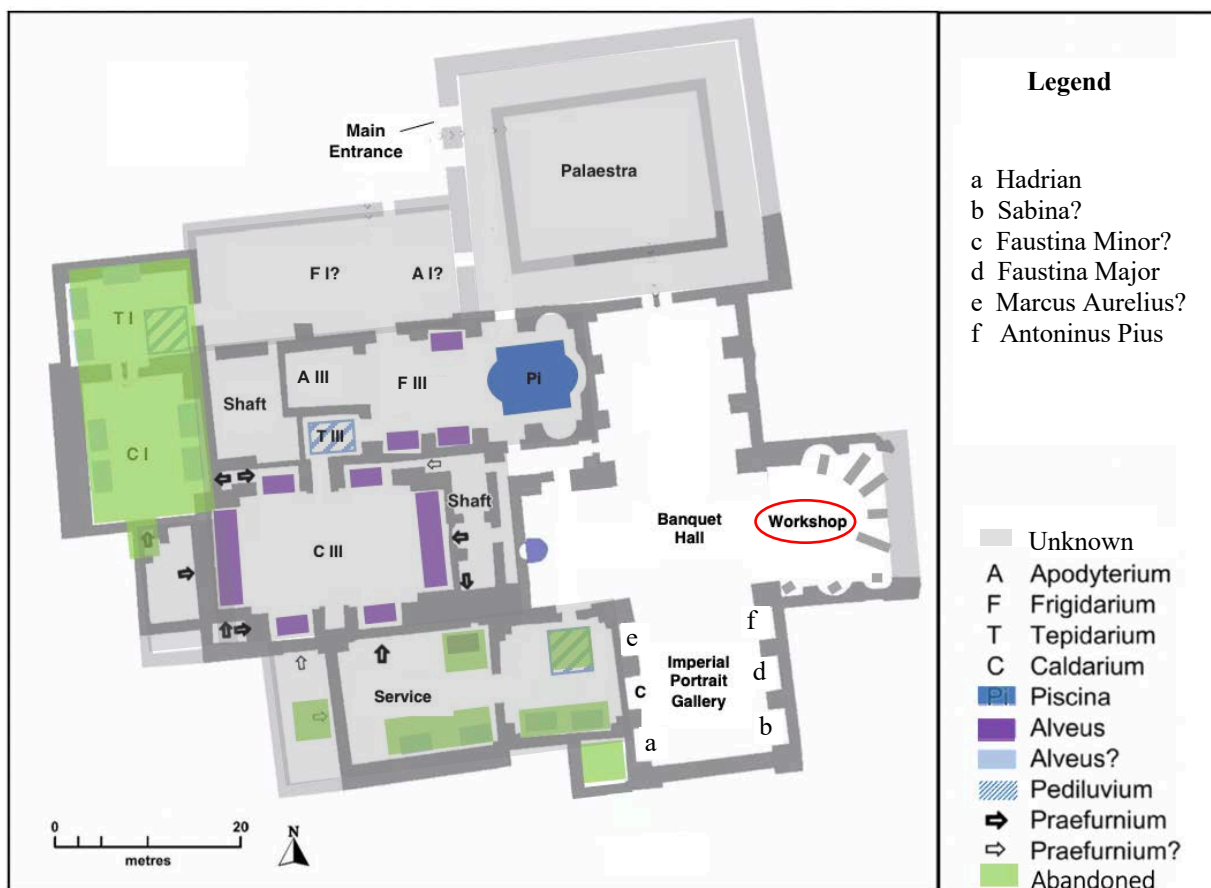 Main
Entrance
Palaestra
F I?
A I?
T I
A III
F III
Pi
Shaft
T III
C I
Shaft
Banquet
Hall
Workshop
C III
e
f
Imperial
Portrait
Gallery
c
d
Service
a
b
0
20
metres
N
Legend
a Hadrian
b Sabina?
c Faustina Minor?
d Faustina Major
e Marcus Aurelius?
f Antoninus Pius
Unknown
A Apodyterium
F Frigidarium
T Tepidarium
C Caldarium
Pi Piscina
Alveus
Alveus?
Pediluvium
Praefurnium
Praefurnium?
Abandoned